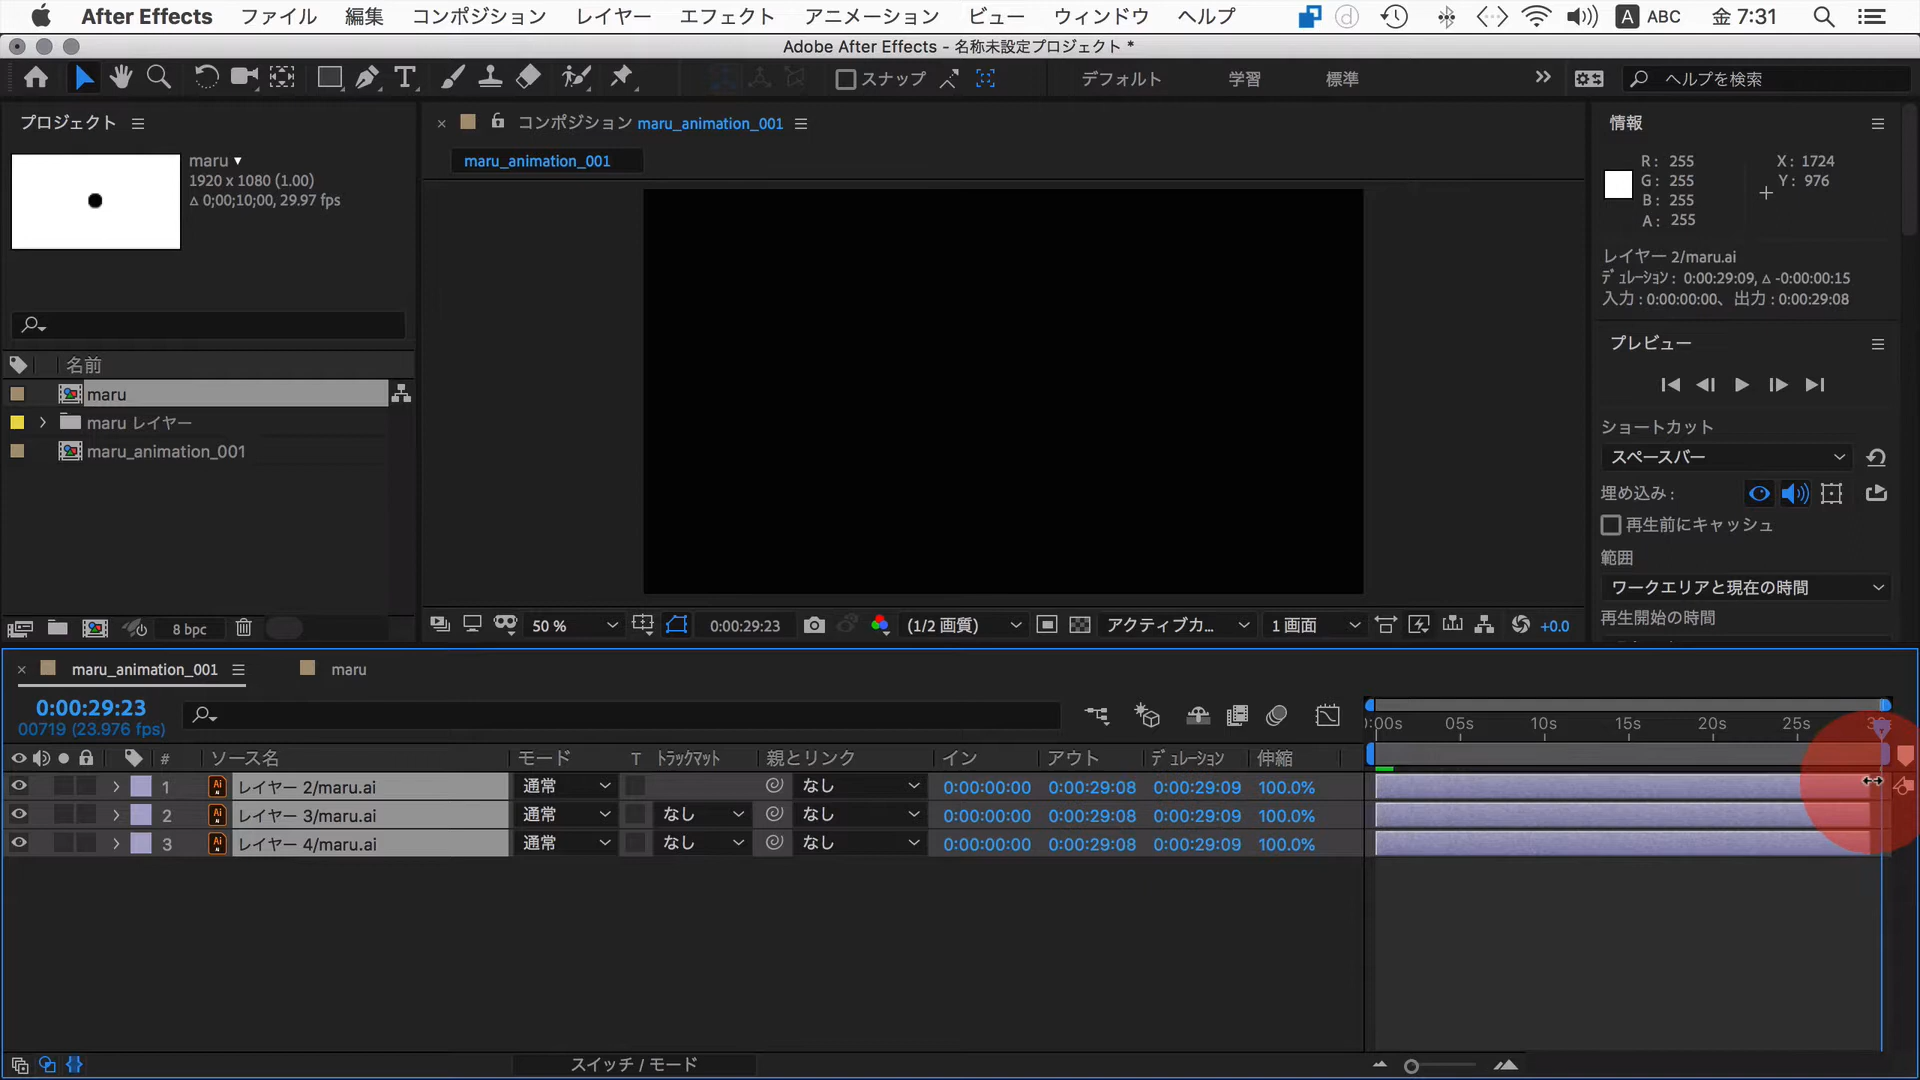 After Effects ファイル 編集 コンポジション レイヤー エフェクト アニメーション ビュー ウィンドウ ヘルプ A ABC 金 7:31
Adobe After Effects - 名称未設定プロジェクト *
スナップ デフォルト 学習 標準 ヘルプを検索
プロジェクト
maru
1920 x 1080 (1.00)
Δ 0;00;10;00, 29.97 fps
名前
maru
maru レイヤー
maru_animation_001
8 bpc
コンポジション maru_animation_001
maru_animation_001
50 %
0:00:29:23
(1/2 画質)
アクティブカ...
1 画面
+0.0
情報
R: 255
G: 255
B: 255
A: 255
X: 1724
Y: 976
レイヤー 2/maru.ai
ﾃﾞｭﾚｰｼｮﾝ: 0:00:29:09, Δ -0:00:00:15
入力 : 0:00:00:00、出力 : 0:00:29:08
プレビュー
ショートカット
スペースバー
埋め込み :
再生前にキャッシュ
範囲
ワークエリアと現在の時間
再生開始の時間
maru_animation_001
maru
0:00:29:23
00719 (23.976 fps)
:00s 05s 10s 15s 20s 25s
# ソース名 モード T ﾄﾗｯｸﾏｯﾄ 親とリンク イン アウト ﾃﾞｭﾚｰｼｮﾝ 伸縮
1 Ai レイヤー 2/maru.ai 通常 なし 0:00:00:00 0:00:29:08 0:00:29:09 100.0%
2 Ai レイヤー 3/maru.ai 通常 なし なし 0:00:00:00 0:00:29:08 0:00:29:09 100.0%
3 Ai レイヤー 4/maru.ai 通常 なし なし 0:00:00:00 0:00:29:08 0:00:29:09 100.0%
スイッチ / モード